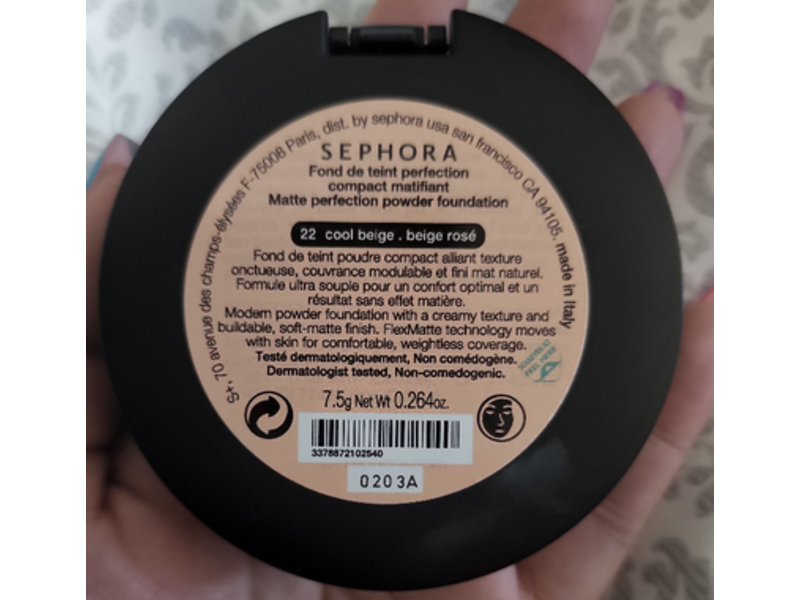 S+, 70 avenue des champs-élysées F-75008 Paris, dist. by sephora usa san francisco CA 94105. made in Italy
SEPHORA
Fond de teint perfection
compact matifiant
Matte perfection powder foundation
22 cool beige . beige rosé
Fond de teint poudre compact alliant texture
onctueuse, couvrance modulable et fini mat naturel.
Formule ultra souple pour un confort optimal et un
résultat sans effet matière.
Modern powder foundation with a creamy texture and
buildable, soft-matte finish. FlexMatte technology moves
with skin for comfortable, weightless coverage.
Testé dermatologiquement, Non comédogène.
Dermatologist tested, Non-comedogenic.
7.5g Net Wt 0.264oz.
3378872102540
0203A